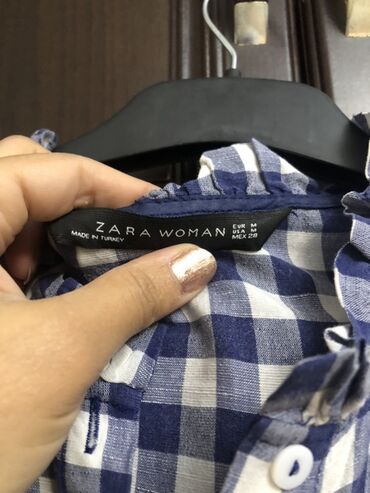 ZARA WOMAN
MADE IN TURKEY
EUR M
USA M
MEX 28